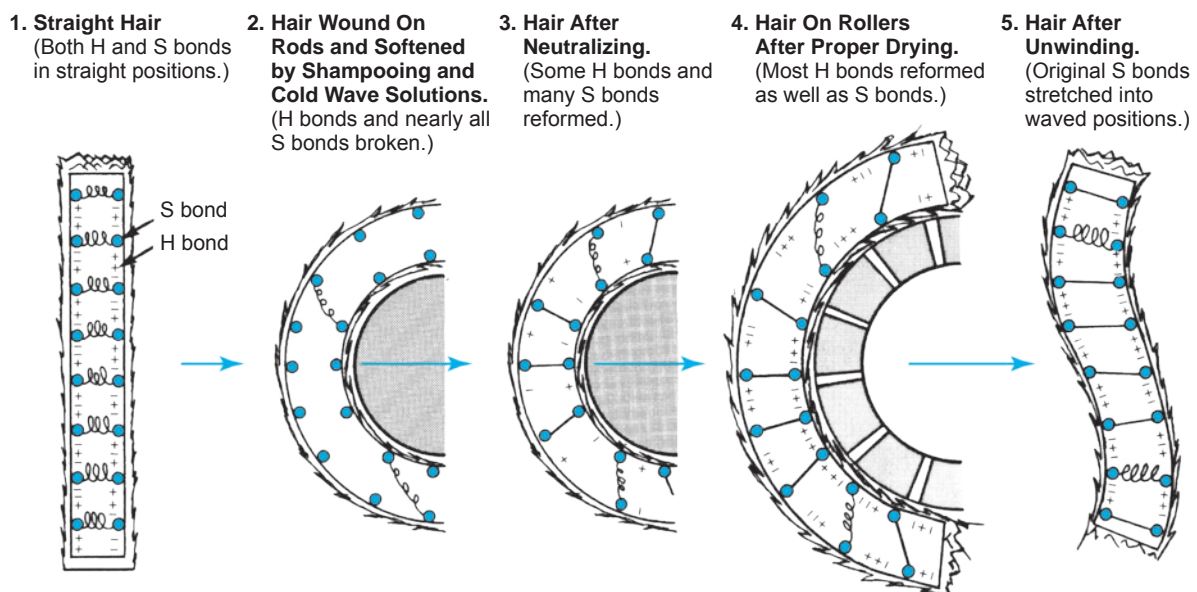 1. Straight Hair
(Both H and S bonds
in straight positions.)
2. Hair Wound On
Rods and Softened
by Shampooing and
Cold Wave Solutions.
(H bonds and nearly all
S bonds broken.)
3. Hair After
Neutralizing.
(Some H bonds and
many S bonds
reformed.)
4. Hair On Rollers
After Proper Drying.
(Most H bonds reformed
as well as S bonds.)
5. Hair After
Unwinding.
(Original S bonds
stretched into
waved positions.)
S bond
H bond